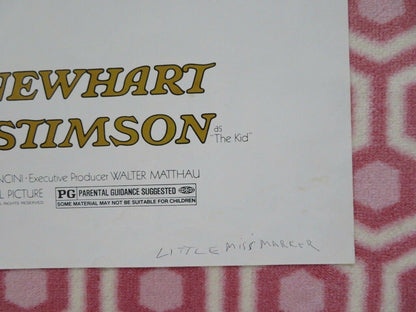 NEWHART
STIMSON as "The Kid"
NCINI · Executive Producer WALTER MATTHAU
L PICTURE
L RIGHTS RESERVED
PG PARENTAL GUIDANCE SUGGESTED
SOME MATERIAL MAY NOT BE SUITABLE FOR CHILDREN
LITTLE MISS MARKER